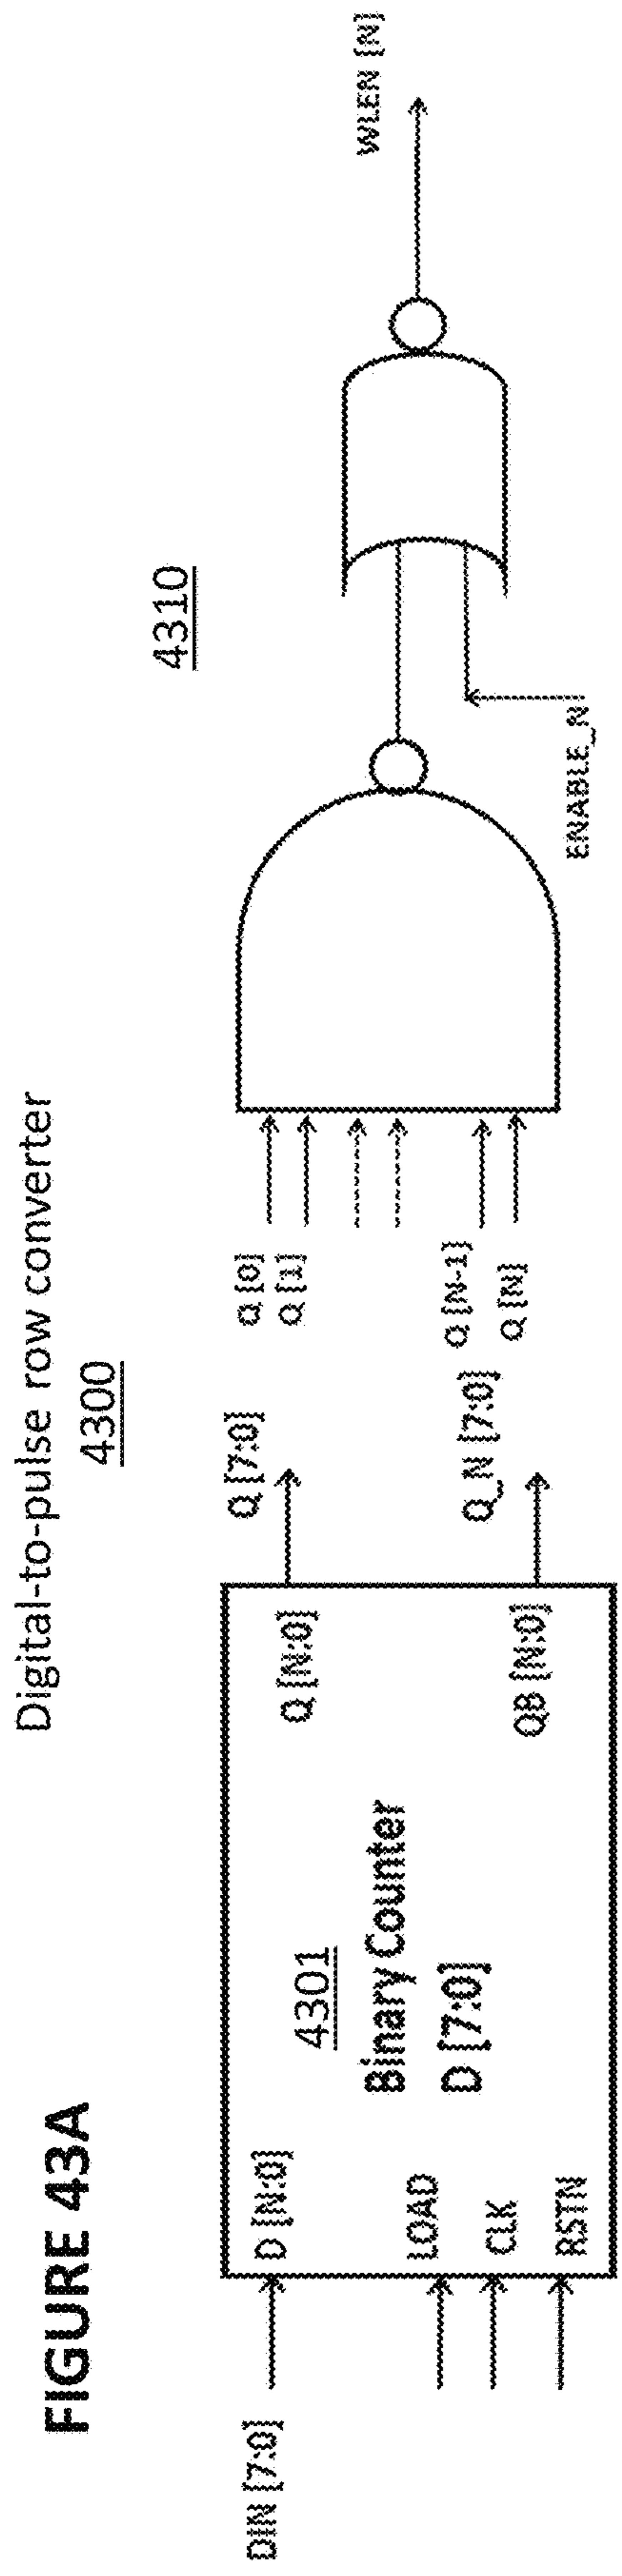 FIGURE 43A
Digital-to-pulse row converter
4300
4310
DIN [7:0]
D [N:0]
LOAD
CLK
RSTN
4301
Binary Counter
D [7:0]
Q [N:0]
QB [N:0]
Q [7:0]
Q_N [7:0]
Q [0]
Q [1]
Q [N-1]
Q [N]
ENABLE_N
WLEN [N]